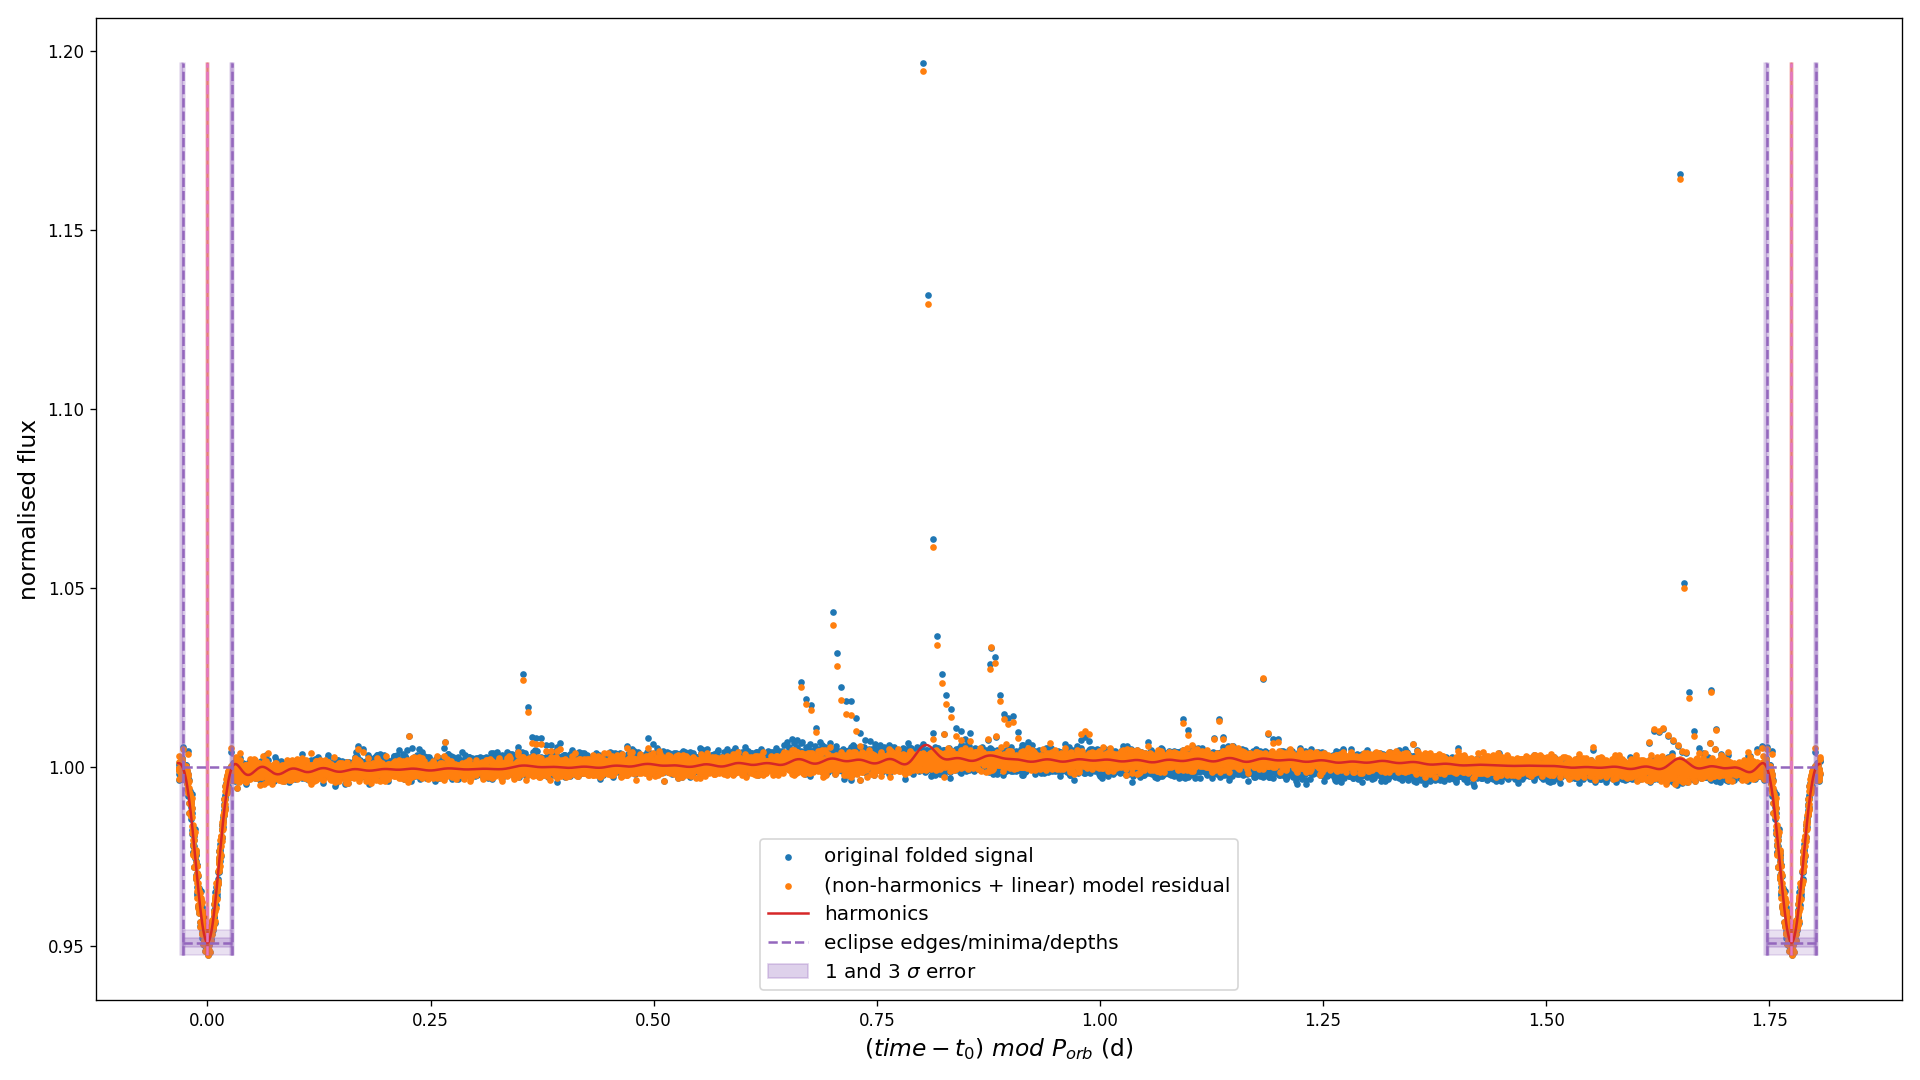 1.20
1.15
1.10
1.05
1.00
0.95
normalised flux
original folded signal
(non-harmonics + linear) model residual
harmonics
eclipse edges/minima/depths
1 and 3 σ error
0.00 0.25 0.50 0.75 1.00 1.25 1.50 1.75
(time − t₀) mod Pₒᵣb (d)